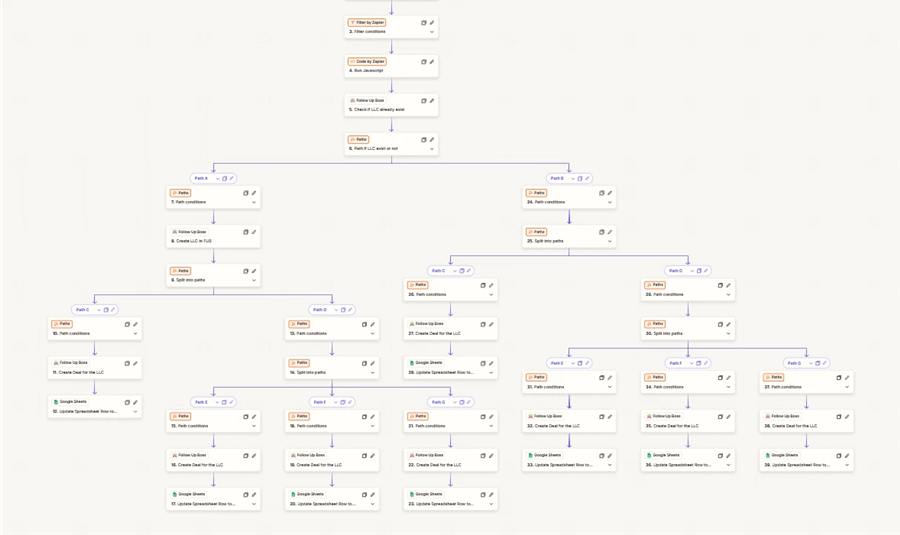 Filter by Zapier
3. Filter conditions
Code by Zapier
4. Run Javascript
Follow Up Boss
5. Check if LLC already exist
Paths
6. Path if LLC exist or not
Path A
Paths
7. Path conditions
Follow Up Boss
8. Create LLC in FUB
Paths
9. Split into paths
Path C
Paths
10. Path conditions
Follow Up Boss
11. Create Deal for the LLC
Google Sheets
12. Update Spreadsheet Row to...
Path D
Paths
13. Path conditions
Paths
14. Split into paths
Path E
Paths
15. Path conditions
Follow Up Boss
16. Create Deal for the LLC
Google Sheets
17. Update Spreadsheet Row to...
Path F
Paths
18. Path conditions
Follow Up Boss
19. Create Deal for the LLC
Google Sheets
20. Update Spreadsheet Row to...
Path G
Paths
21. Path conditions
Follow Up Boss
22. Create Deal for the LLC
Google Sheets
23. Update Spreadsheet Row to...
Path B
Paths
24. Path conditions
Paths
25. Split into paths
Path C
Paths
26. Path conditions
Follow Up Boss
27. Create Deal for the LLC
Google Sheets
28. Update Spreadsheet Row to...
Path D
Paths
29. Path conditions
Paths
30. Split into paths
Path E
Paths
31. Path conditions
Follow Up Boss
32. Create Deal for the LLC
Google Sheets
33. Update Spreadsheet Row to...
Path F
Paths
34. Path conditions
Follow Up Boss
35. Create Deal for the LLC
Google Sheets
36. Update Spreadsheet Row to...
Path G
Paths
37. Path conditions
Follow Up Boss
38. Create Deal for the LLC
Google Sheets
39. Update Spreadsheet Row to...